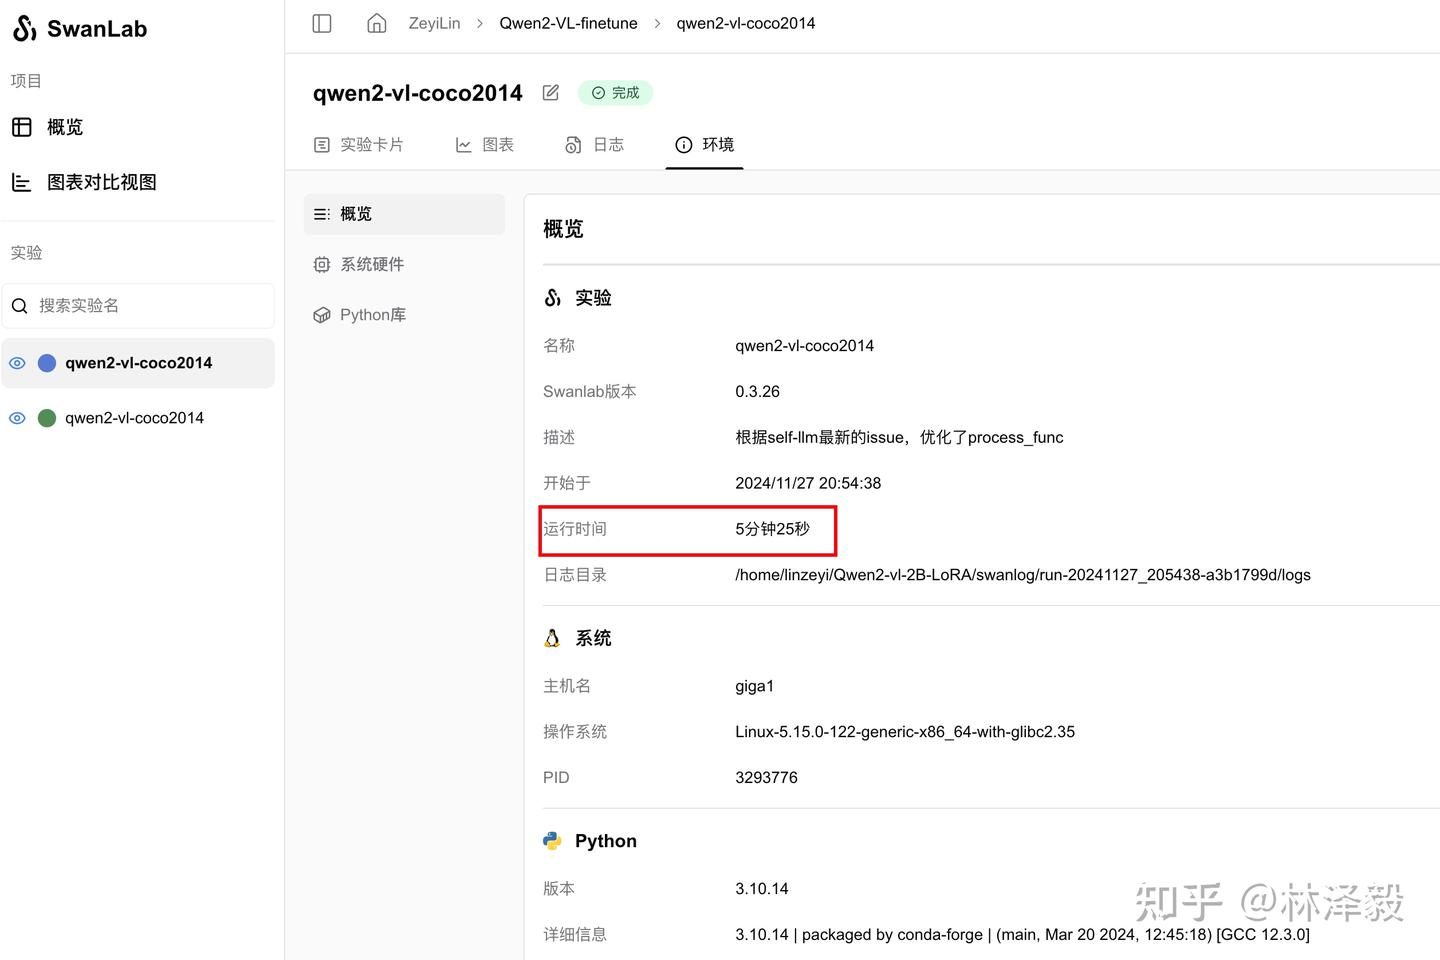 SwanLab
项目
概览
图表对比视图
实验
搜索实验名
qwen2-vl-coco2014
qwen2-vl-coco2014
ZeyiLin > Qwen2-VL-finetune > qwen2-vl-coco2014
qwen2-vl-coco2014 完成
实验卡片 图表 日志 环境
概览
系统硬件
Python库
概览
实验
名称 qwen2-vl-coco2014
Swanlab版本 0.3.26
描述 根据self-llm最新的issue，优化了process_func
开始于 2024/11/27 20:54:38
运行时间 5分钟25秒
日志目录 /home/linzeyi/Qwen2-vl-2B-LoRA/swanlog/run-20241127_205438-a3b1799d/logs
系统
主机名 giga1
操作系统 Linux-5.15.0-122-generic-x86_64-with-glibc2.35
PID 3293776
Python
版本 3.10.14
详细信息 3.10.14 | packaged by conda-forge | (main, Mar 20 2024, 12:45:18) [GCC 12.3.0]
知乎 @林泽毅